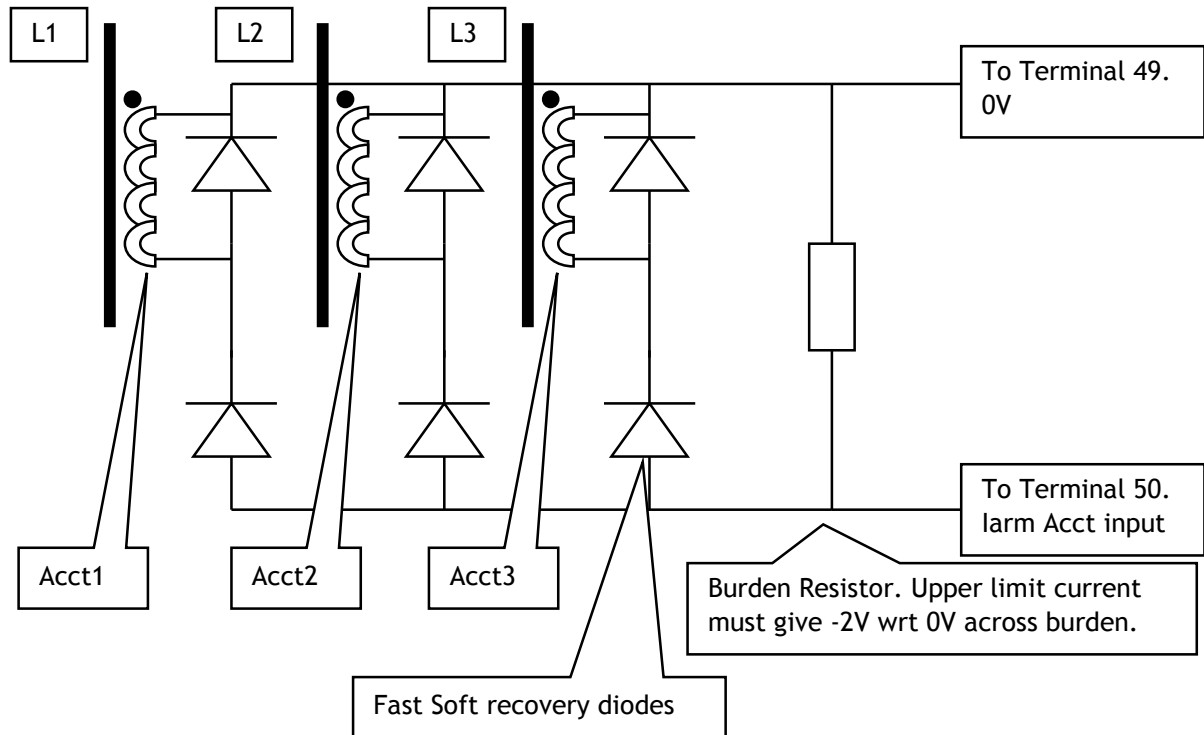 L1
L2
L3
To Terminal 49.
0V
To Terminal 50.
Iarm Acct input
Acct1
Acct2
Acct3
Burden Resistor. Upper limit current
must give -2V wrt 0V across burden.
Fast Soft recovery diodes